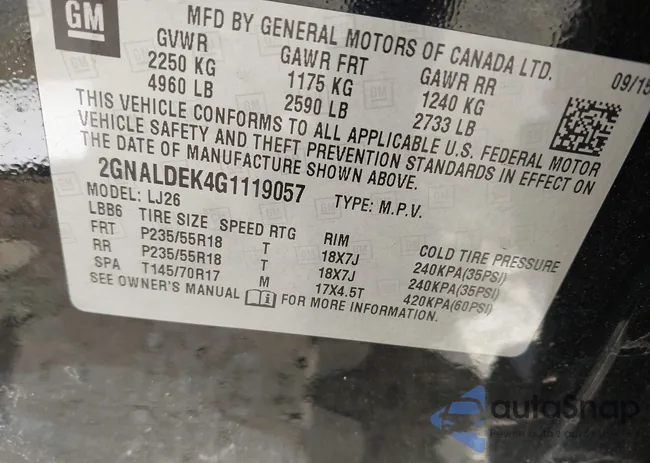 GM
MFD BY GENERAL MOTORS OF CANADA LTD.
GVWR GAWR FRT GAWR RR 09/15
2250 KG 1175 KG 1240 KG
4960 LB 2590 LB 2733 LB
THIS VEHICLE CONFORMS TO ALL APPLICABLE U.S. FEDERAL MOTOR
VEHICLE SAFETY AND THEFT PREVENTION STANDARDS IN EFFECT ON
THE DATE OF MANUFACTURE SHOWN ABOVE.
2GNALDEK4G1119057 TYPE: M.P.V.
MODEL: LJ26
LBB6 TIRE SIZE SPEED RTG RIM COLD TIRE PRESSURE
FRT P235/55R18 T 18X7J 240KPA(35PSI)
RR P235/55R18 T 18X7J 240KPA(35PSI)
SPA T145/70R17 M 17X4.5T 420KPA(60PSI)
SEE OWNER'S MANUAL FOR MORE INFORMATION.
autoSnap